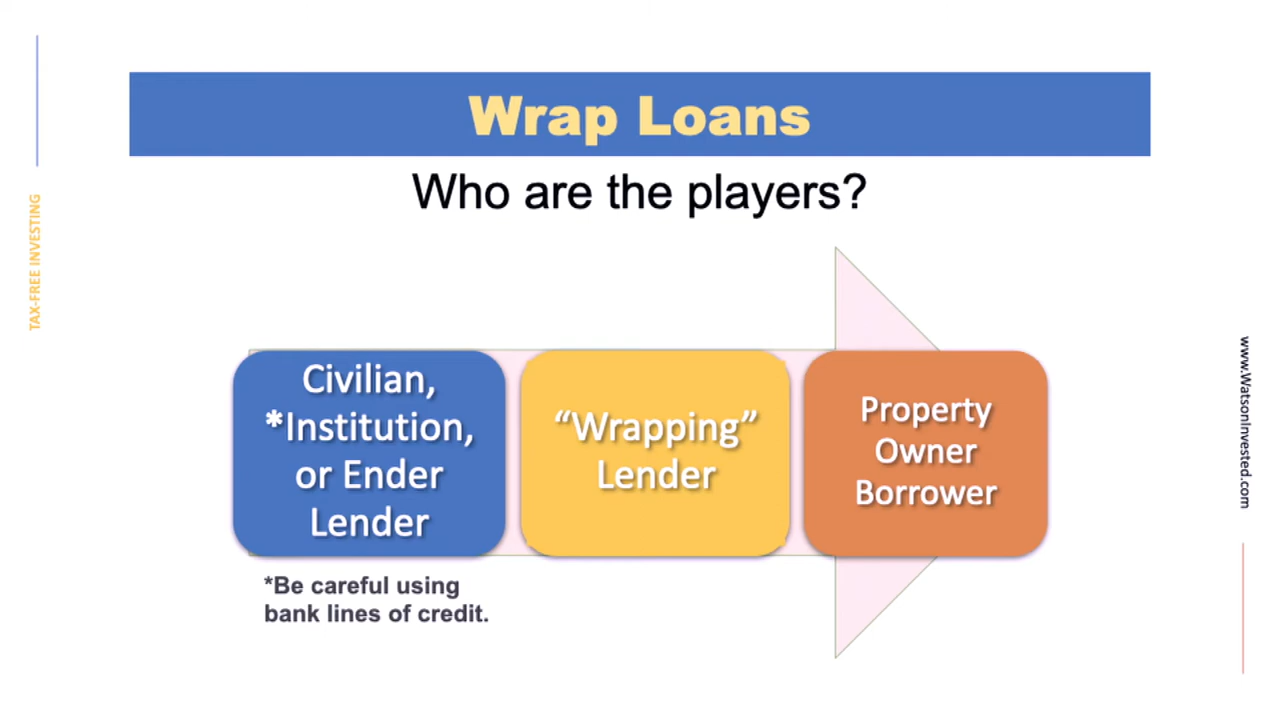 Wrap Loans
Who are the players?
TAX-FREE INVESTING
Civilian,
*Institution,
or Ender
Lender
“Wrapping”
Lender
Property
Owner
Borrower
*Be careful using
bank lines of credit.
www.WatsonInvested.com